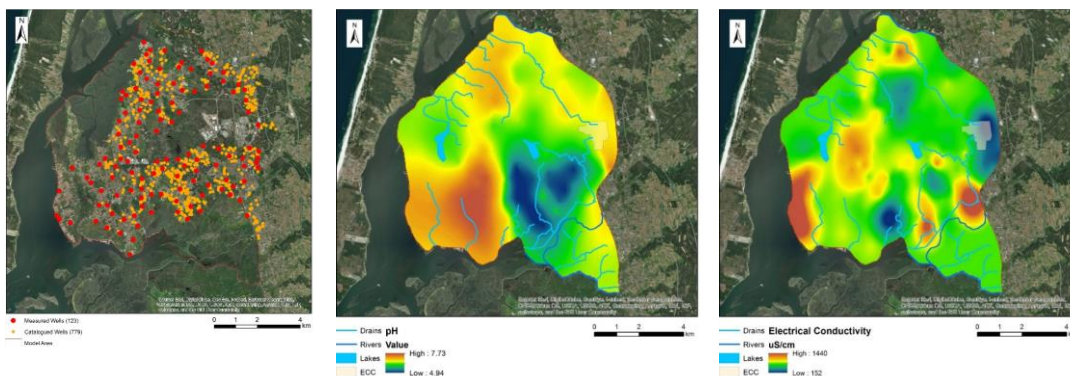 N
0 1 2 4
km
Measured Wells (123)
Catalogued Wells (779)
Model Area
N
0 1 2 4
km
Drains pH
Rivers Value
Lakes High : 7.73
ECC Low : 4.94
N
0 1 2 4
km
Drains Electrical Conductivity
Rivers uS/cm
Lakes High : 1440
ECC Low : 152